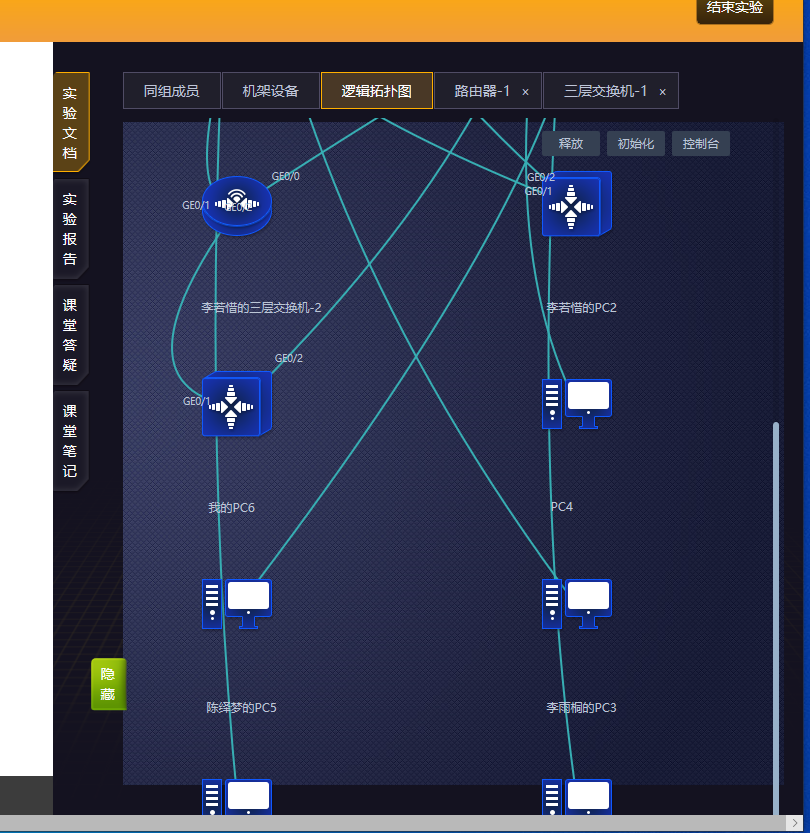 结束实验
同组成员
机架设备
逻辑拓扑图
路由器-1 ×
三层交换机-1 ×
实验文档
实验报告
课堂答疑
课堂笔记
隐藏
释放
初始化
控制台
GE0/0
GE0/1
GE0/2
GE0/2
GE0/1
李若惜的三层交换机-2
李若惜的PC2
GE0/2
GE0/1
我的PC6
PC4
陈绎梦的PC5
李雨桐的PC3